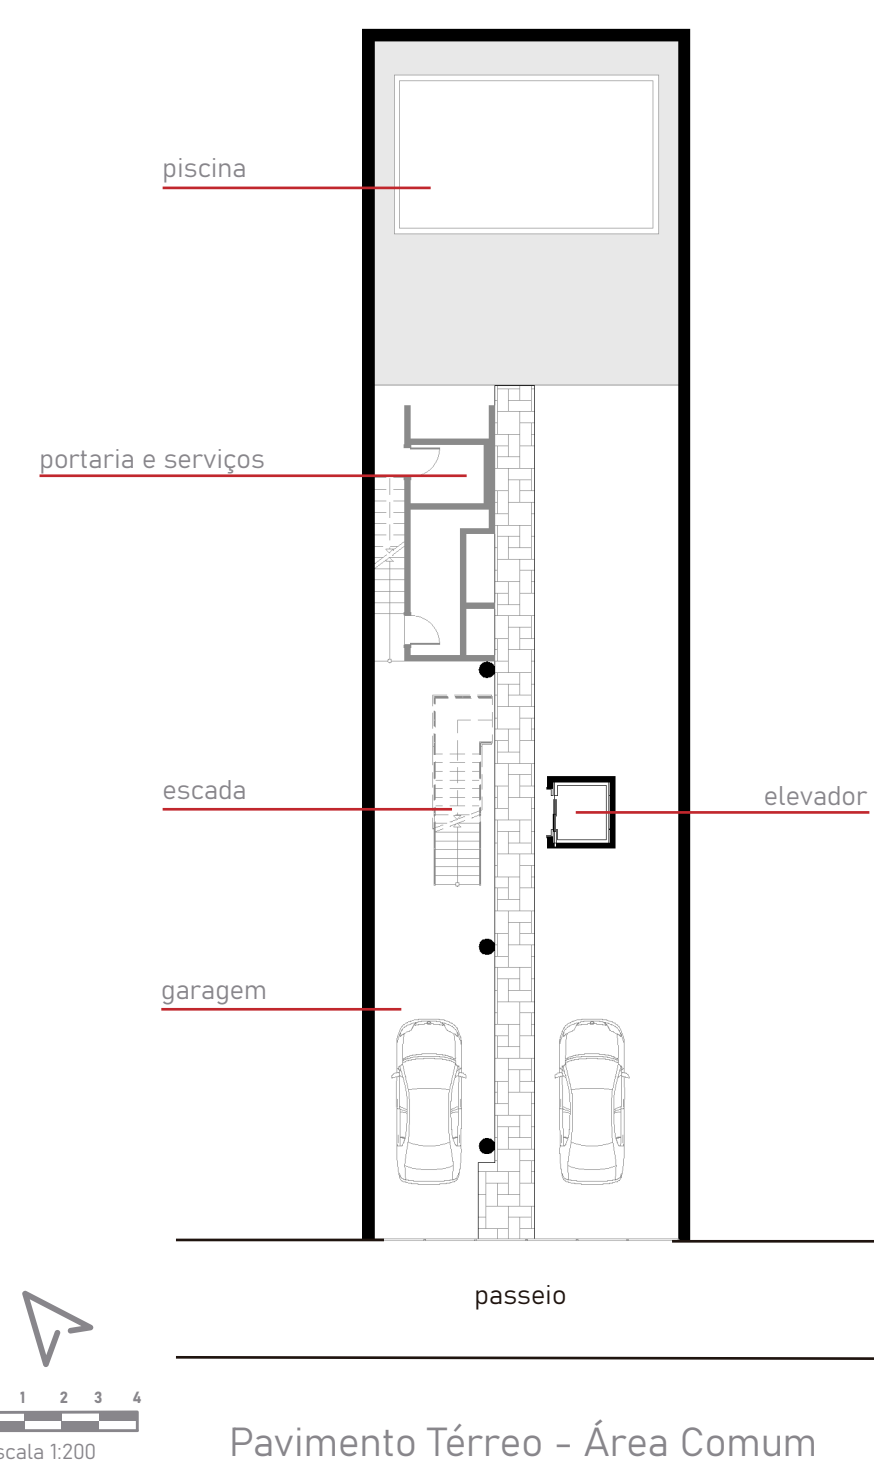 piscina
portaria e serviços
escada
elevador
garagem
passeio
1 2 3 4
scala 1:200
Pavimento Térreo - Área Comum